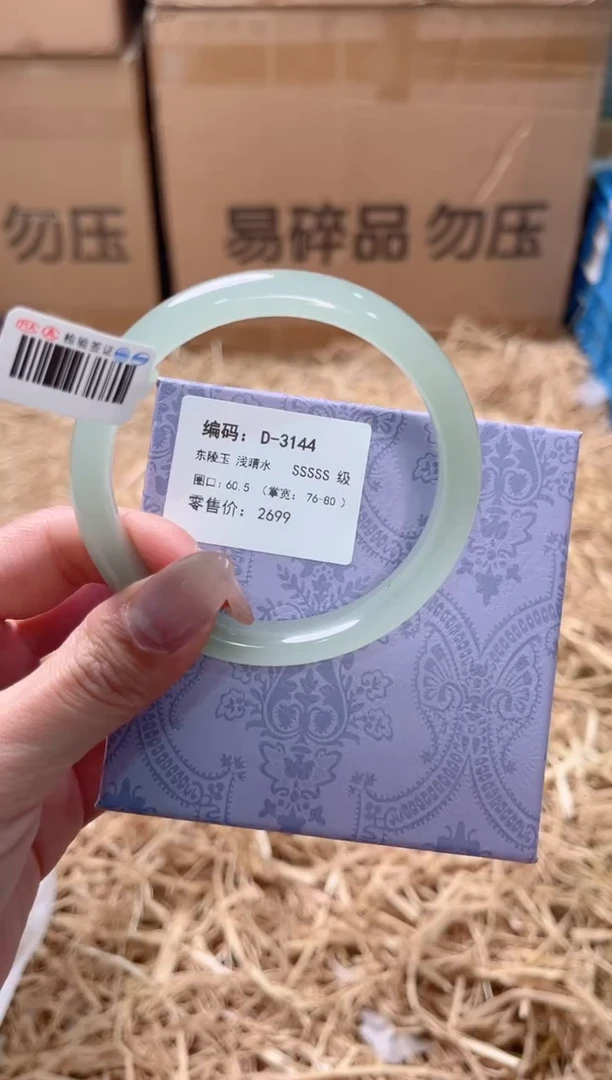 勿压
易碎品 勿压
检验签证
编码：D-3144
东陵玉 浅晴水 SSSSS 级
圈口：60.5 （掌宽：76-80 ）
零售价：2699